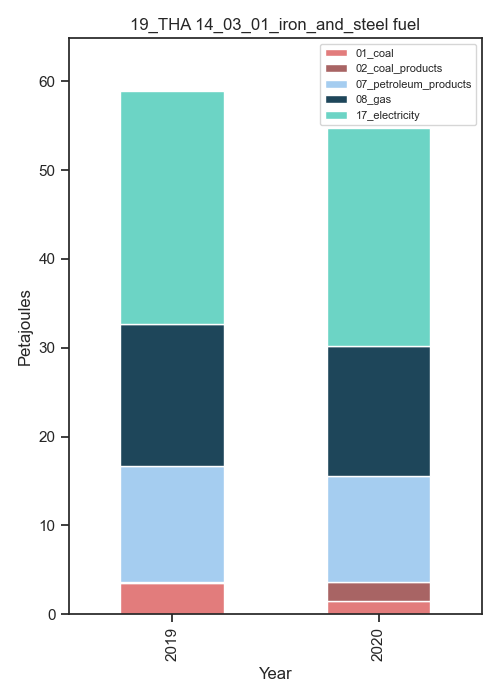 19_THA 14_03_01_iron_and_steel fuel
01_coal
02_coal_products
07_petroleum_products
08_gas
17_electricity
60
50
40
30
20
10
0
Petajoules
2019
2020
Year